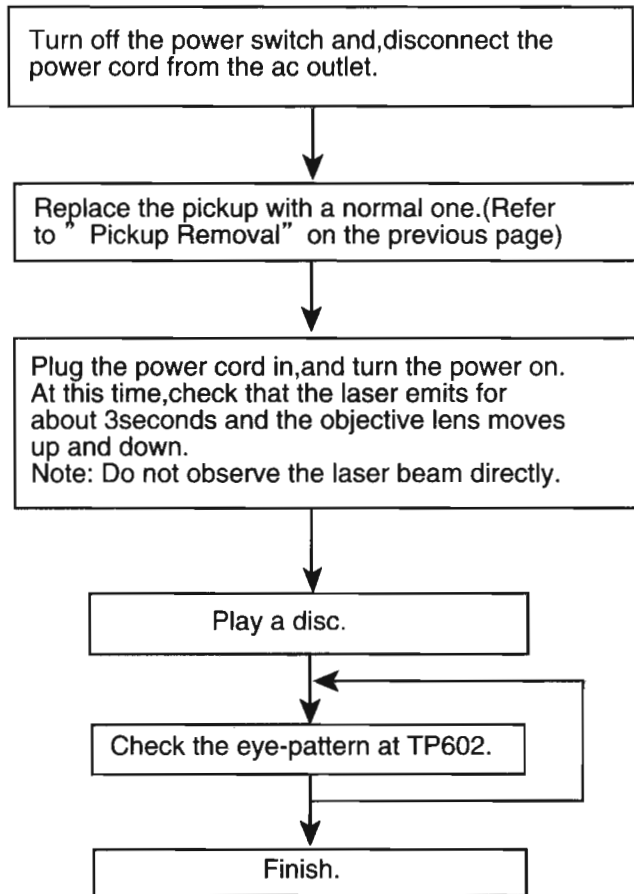 Turn off the power switch and,disconnect the
power cord from the ac outlet.
Replace the pickup with a normal one.(Refer
to " Pickup Removal" on the previous page)
Plug the power cord in,and turn the power on.
At this time,check that the laser emits for
about 3seconds and the objective lens moves
up and down.
Note: Do not observe the laser beam directly.
Play a disc.
Check the eye-pattern at TP602.
Finish.